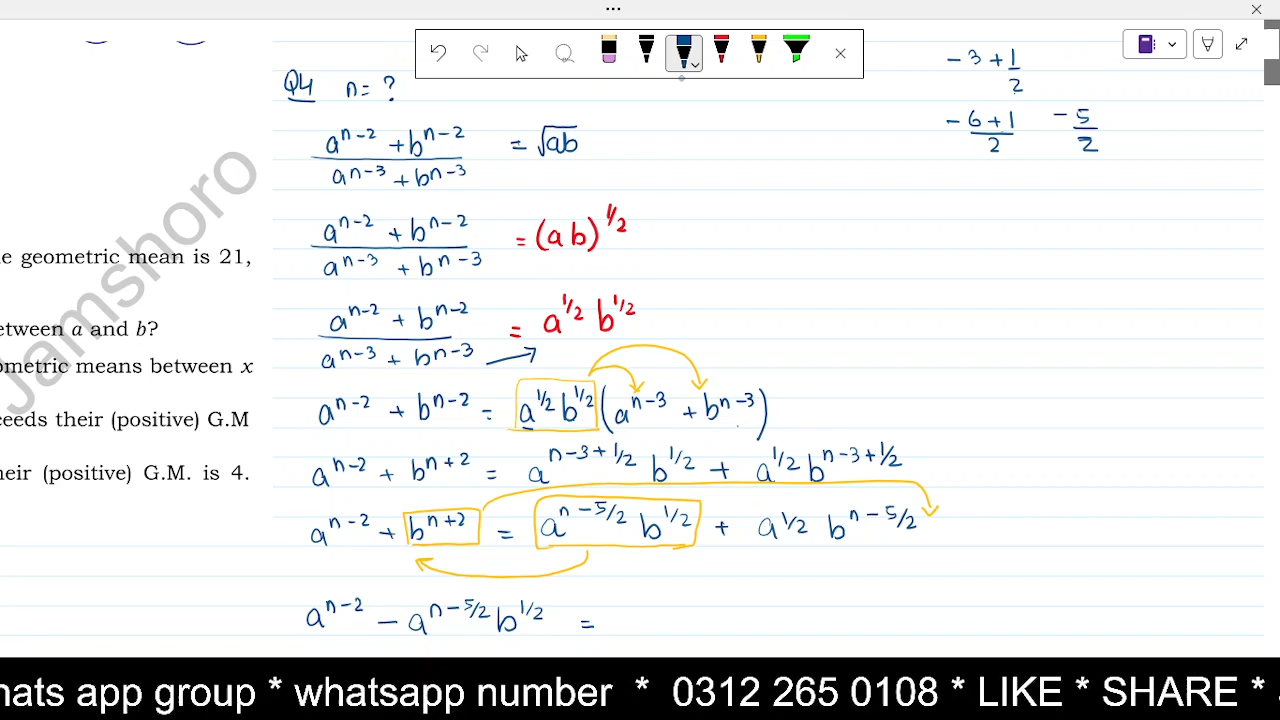 Q4 n = ?
a^{n-2} + b^{n-2} / a^{n-3} + b^{n-3} = √ab
a^{n-2} + b^{n-2} / a^{n-3} + b^{n-3} = (ab)^{1/2}
a^{n-2} + b^{n-2} / a^{n-3} + b^{n-3} = a^{1/2} b^{1/2}
a^{n-2} + b^{n-2} = a^{1/2} b^{1/2} (a^{n-3} + b^{n-3})
a^{n-2} + b^{n+2} = a^{n-3+1/2} b^{1/2} + a^{1/2} b^{n-3+1/2}
a^{n-2} + b^{n+2} = a^{n-5/2} b^{1/2} + a^{1/2} b^{n-5/2}
a^{n-2} - a^{n-5/2} b^{1/2} =
-3 + 1/2
-6+1/2 -5/2
Jamshoro
e geometric mean is 21,
etween a and b?
ometric means between x
ceeds their (positive) G.M
heir (positive) G.M. is 4.
hats app group * whatsapp number * 0312 265 0108 * LIKE * SHARE *